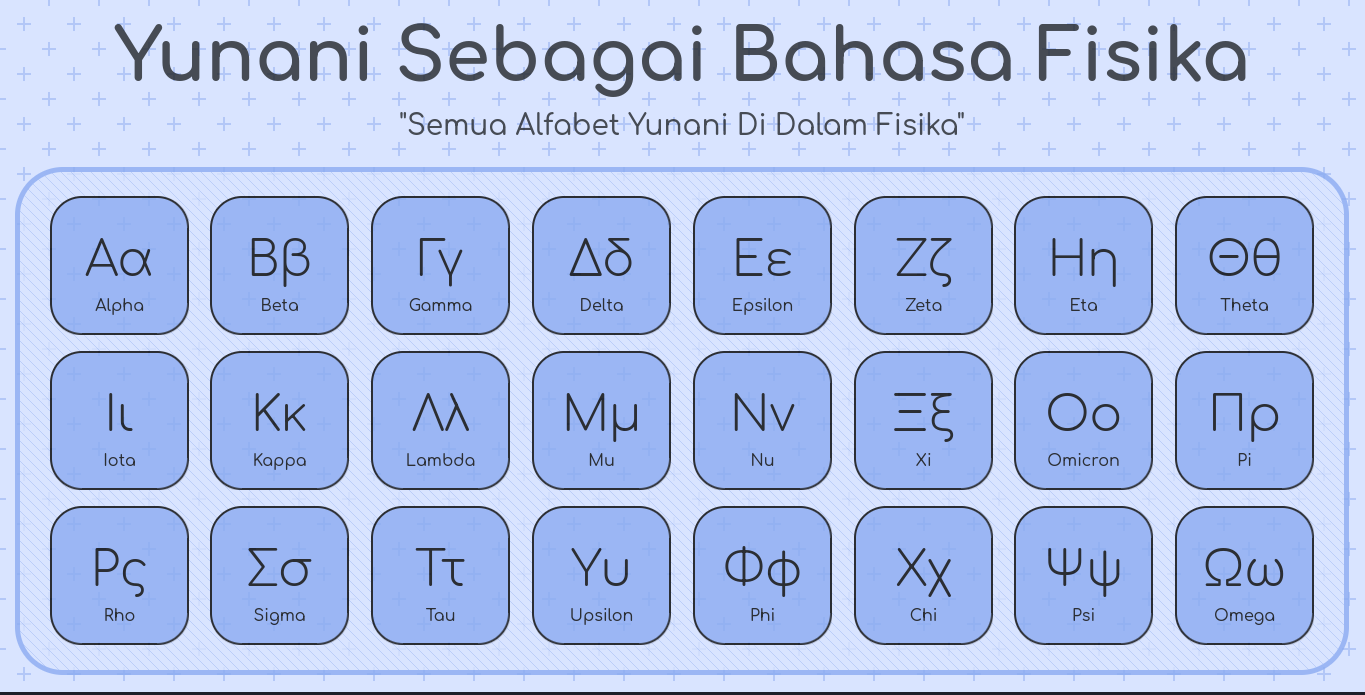 Yunani Sebagai Bahasa Fisika
"Semua Alfabet Yunani Di Dalam Fisika"
Αα Ββ Γγ Δδ Εε Ζζ Ηη Θθ
Alpha Beta Gamma Delta Epsilon Zeta Eta Theta
Ιι Κκ Λλ Μμ Νν Ξξ Οο Πρ
Iota Kappa Lambda Mu Nu Xi Omicron Pi
Ρς Σσ Ττ Υυ Φφ Χχ Ψψ Ωω
Rho Sigma Tau Upsilon Phi Chi Psi Omega